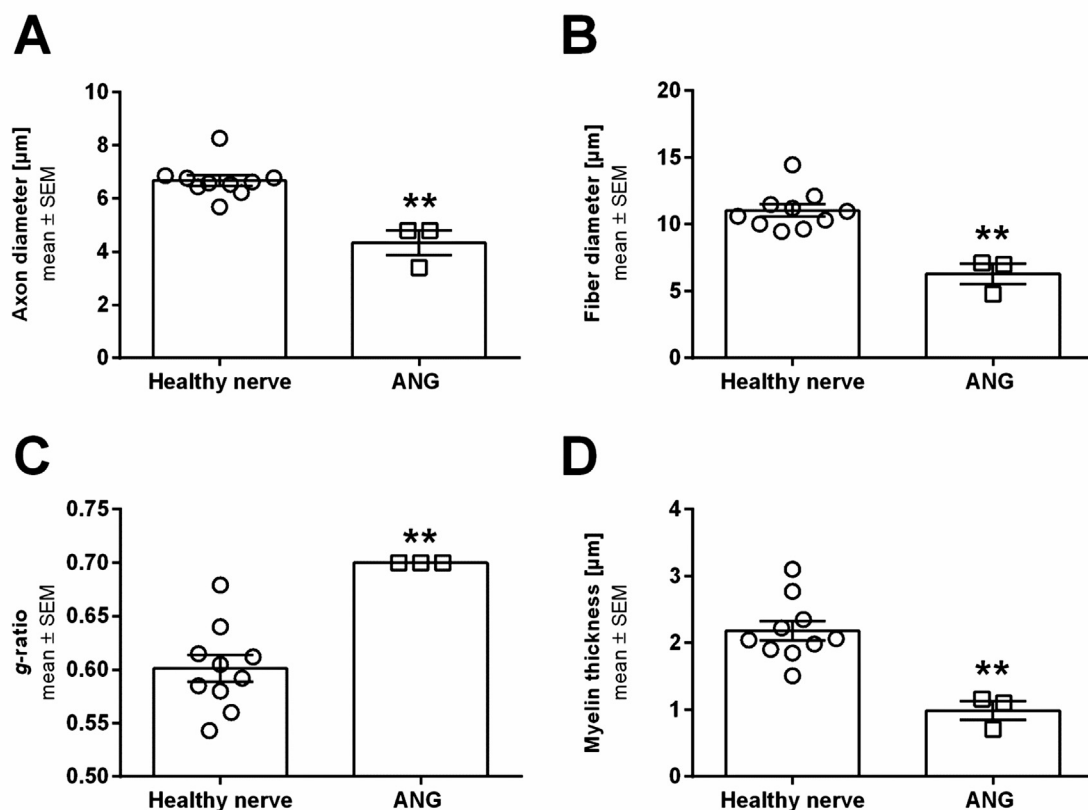 A
Axon diameter [µm]
mean ± SEM
10
8
6
4
2
0
**
Healthy nerve
ANG
B
Fiber diameter [µm]
mean ± SEM
20
15
10
5
0
**
Healthy nerve
ANG
C
g-ratio
mean ± SEM
0.75
0.70
0.65
0.60
0.55
0.50
**
Healthy nerve
ANG
D
Myelin thickness [µm]
mean ± SEM
4
3
2
1
0
**
Healthy nerve
ANG